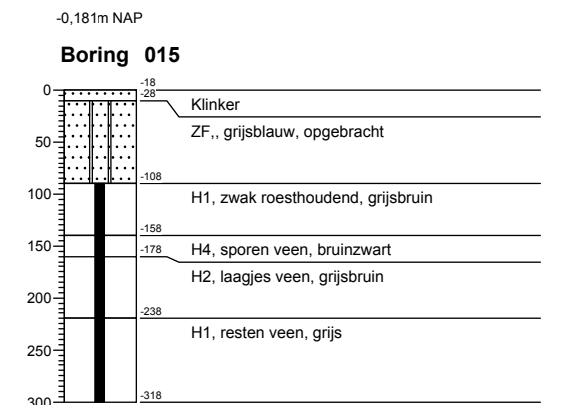 -0,181m NAP
Boring 015
0
-18
-28
Klinker
ZF,, grijsblauw, opgebracht
50
-108
100
H1, zwak roesthoudend, grijsbruin
-158
150
-178
H4, sporen veen, bruinzwart
H2, laagjes veen, grijsbruin
200
-238
H1, resten veen, grijs
250
-318
300